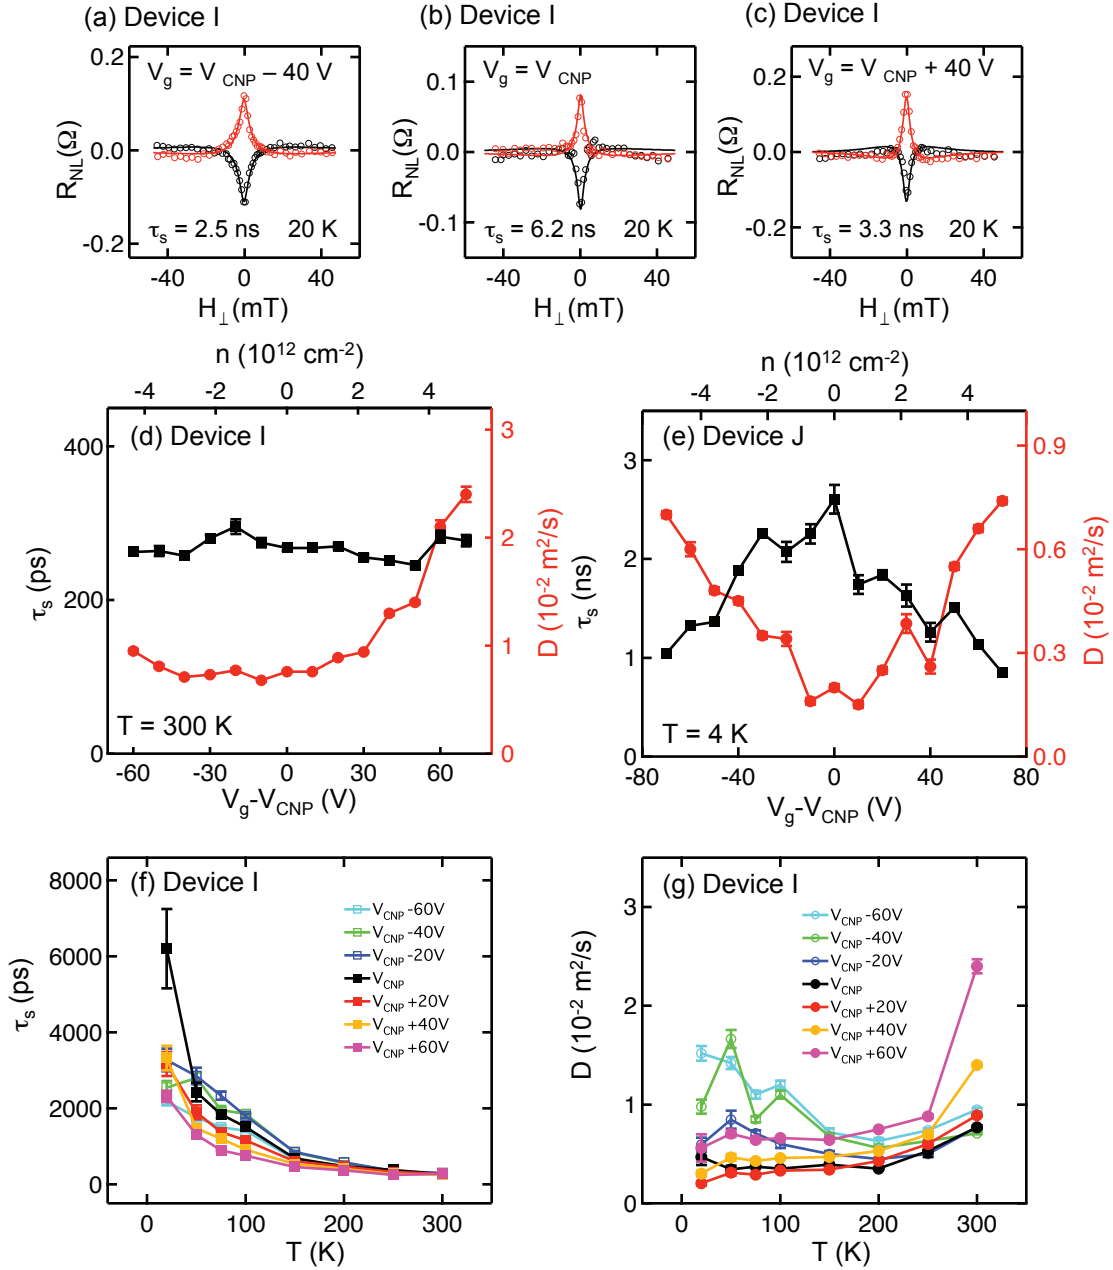 (a) Device I
V_g = V_CNP – 40 V
R_NL(Ω)
0.2
0.0
-0.2
τ_s = 2.5 ns 20 K
-40 0 40
H_⊥(mT)
(b) Device I
V_g = V_CNP
R_NL(Ω)
0.1
0.0
-0.1
τ_s = 6.2 ns 20 K
-40 0 40
H_⊥(mT)
(c) Device I
V_g = V_CNP + 40 V
R_NL(Ω)
0.2
0.0
-0.2
τ_s = 3.3 ns 20 K
-40 0 40
H_⊥(mT)
n (10^12 cm^-2)
-4 -2 0 2 4
(d) Device I
τ_s (ps)
400
200
0
D (10^-2 m^2/s)
3
2
1
0
T = 300 K
-60 -30 0 30 60
V_g-V_CNP (V)
n (10^12 cm^-2)
-4 -2 0 2 4
(e) Device J
τ_s (ns)
3
2
1
0
D (10^-2 m^2/s)
0.9
0.6
0.3
0.0
T = 4 K
-80 -40 0 40 80
V_g-V_CNP (V)
(f) Device I
τ_s (ps)
8000
6000
4000
2000
0
V_CNP -60V
V_CNP -40V
V_CNP -20V
V_CNP
V_CNP +20V
V_CNP +40V
V_CNP +60V
0 100 200 300
T (K)
(g) Device I
D (10^-2 m^2/s)
3
2
1
0
V_CNP -60V
V_CNP -40V
V_CNP -20V
V_CNP
V_CNP +20V
V_CNP +40V
V_CNP +60V
0 100 200 300
T (K)